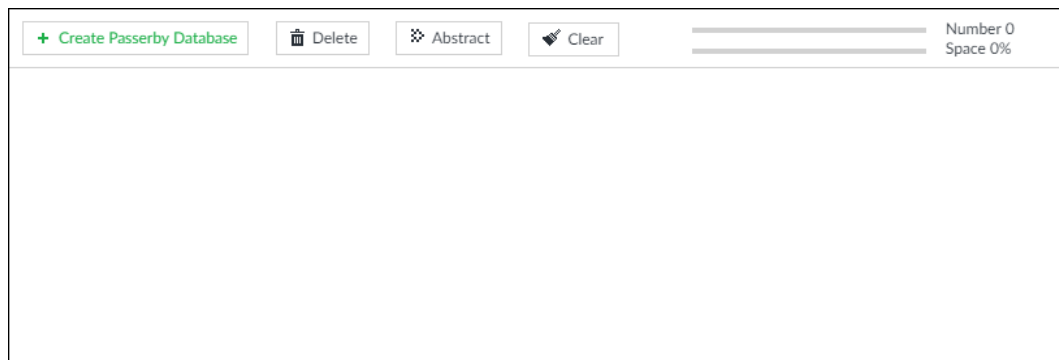 + Create Passerby Database
Delete
Abstract
Clear
Number 0
Space 0%